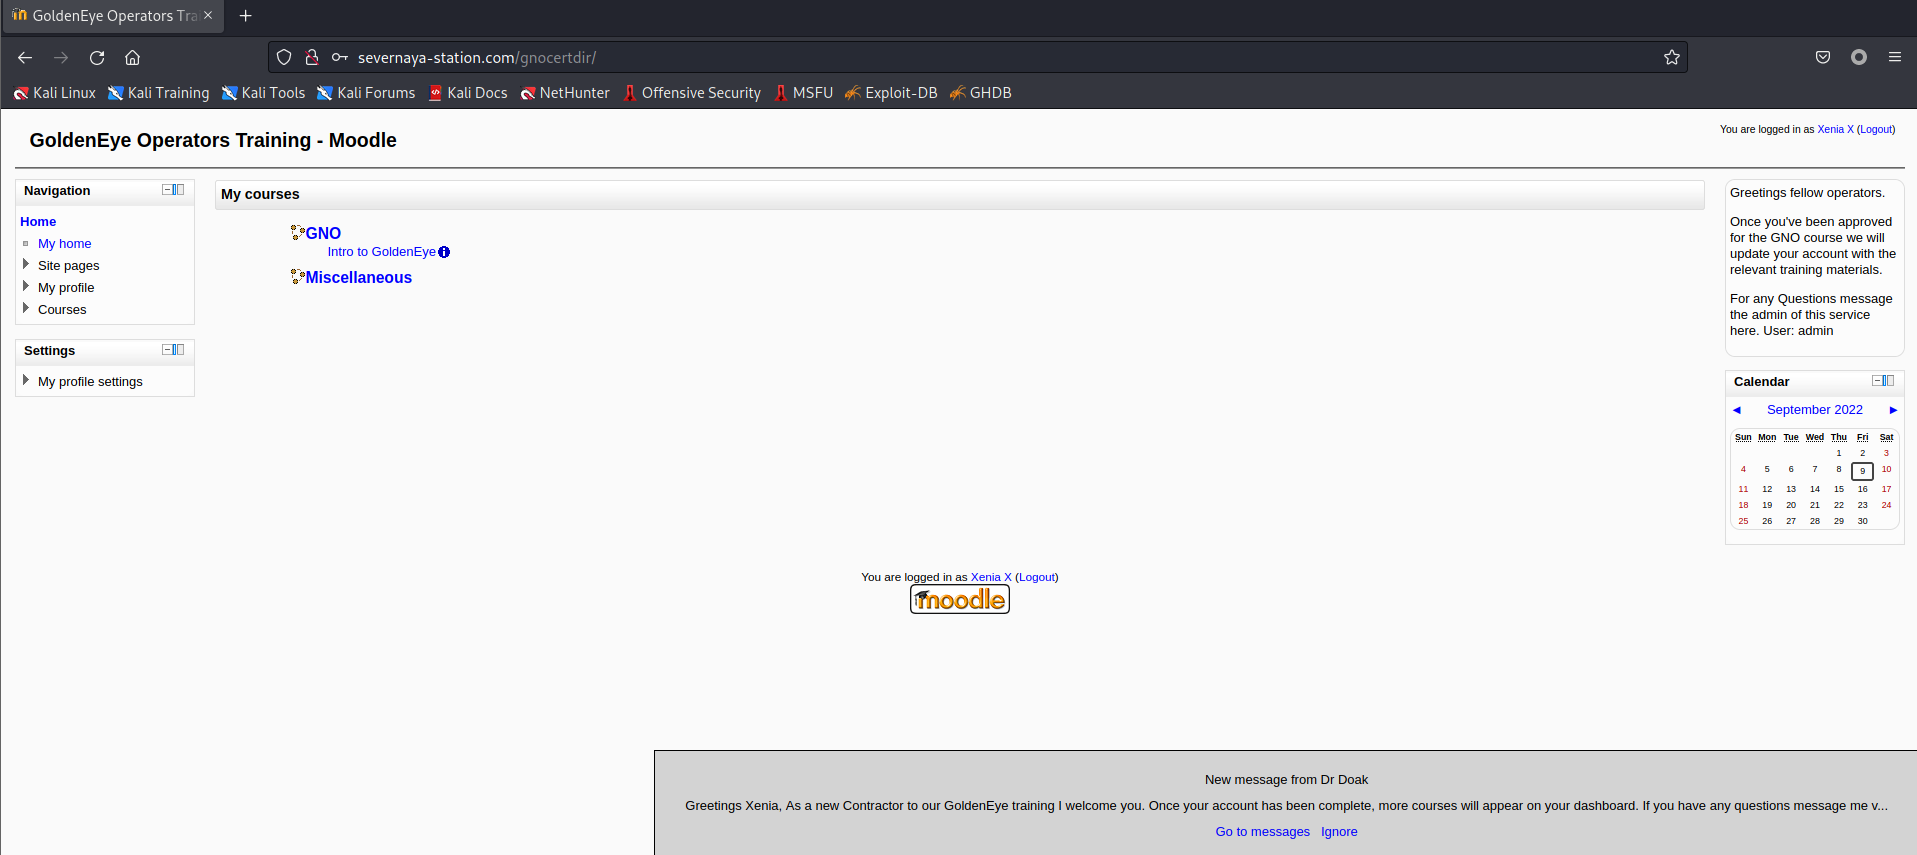 GoldenEye Operators Tra
severnaya-station.com/gnocertdir/
Kali Linux Kali Training Kali Tools Kali Forums Kali Docs NetHunter Offensive Security MSFU Exploit-DB GHDB
GoldenEye Operators Training - Moodle
You are logged in as Xenia X (Logout)
Navigation
Home
My home
Site pages
My profile
Courses
Settings
My profile settings
My courses
GNO
Intro to GoldenEye
Miscellaneous
Greetings fellow operators.
Once you've been approved
for the GNO course we will
update your account with the
relevant training materials.
For any Questions message
the admin of this service
here. User: admin
Calendar
◄ September 2022 ►
Sun Mon Tue Wed Thu Fri Sat
1 2 3
4 5 6 7 8 9 10
11 12 13 14 15 16 17
18 19 20 21 22 23 24
25 26 27 28 29 30
You are logged in as Xenia X (Logout)
moodle
New message from Dr Doak
Greetings Xenia, As a new Contractor to our GoldenEye training I welcome you. Once your account has been complete, more courses will appear on your dashboard. If you have any questions message me v...
Go to messages Ignore